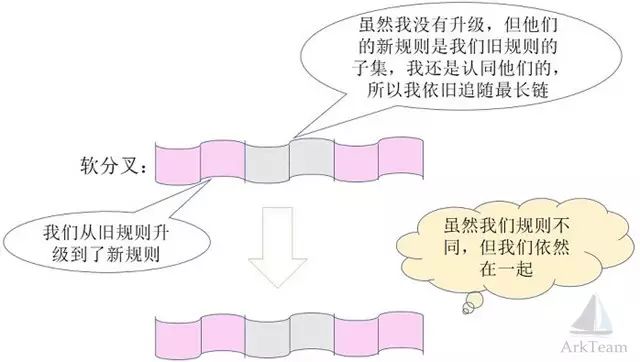 虽然我没有升级，但他们
的新规则是我们旧规则的
子集，我还是认同他们的，
所以我依旧追随最长链
软分叉：
我们从旧规则升
级到了新规则
虽然我们规则不
同，但我们依然
在一起
ArkTeam